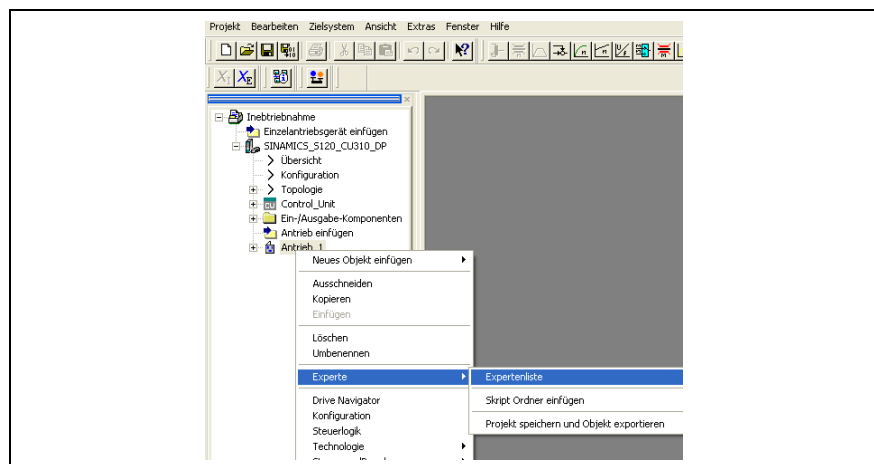 Projekt Bearbeiten Zielsystem Ansicht Extras Fenster Hilfe
Inebtriebnahme
Einzelantriebsgerät einfügen
SINAMICS_S120_CU310_DP
Übersicht
Konfiguration
Topologie
Control_Unit
Ein-/Ausgabe-Komponenten
Antrieb einfügen
Antrieb_1
Neues Objekt einfügen
Ausschneiden
Kopieren
Einfügen
Löschen
Umbenennen
Experte
Expertenliste
Skript Ordner einfügen
Projekt speichern und Objekt exportieren
Drive Navigator
Konfiguration
Steuerlogik
Technologie